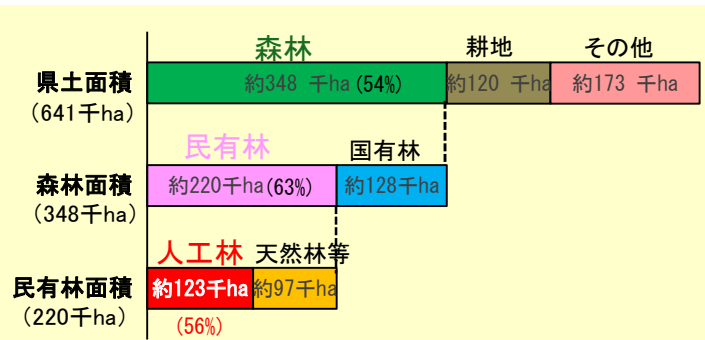 森林 耕地 その他
県土面積 約348 千ha (54%) 約120 千ha 約173 千ha
（641千ha）
民有林 国有林
森林面積 約220千ha(63%) 約128千ha
（348千ha）
人工林 天然林等
民有林面積 約123千ha 約97千ha
（220千ha） (56%)